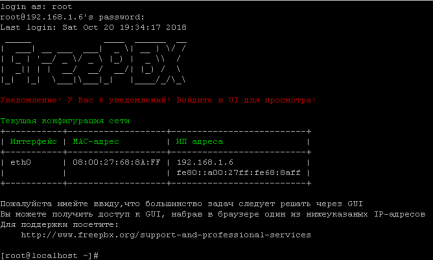 login as: root
root@192.168.1.6's password:
Last login: Sat Oct 20 19:34:17 2018
FreePBX
Уведомление! У Вас 6 уведомлений! Войдите в UI для просмотра!
Текущая конфигурация сети
Интерфейс | MAC-адрес | ИП адреса
eth0 | 08:00:27:68:8A:FF | 192.168.1.6
fe80::a00:27ff:fe68:8aff
Пожалуйста имейте ввиду,что большинство задач следует решать через GUI
Вы можете получить доступ к GUI, набрав в браузере один из нижеуказаных IP-адресов
Для поддержки посетите:
http://www.freepbx.org/support-and-professional-services
[root@localhost ~]#